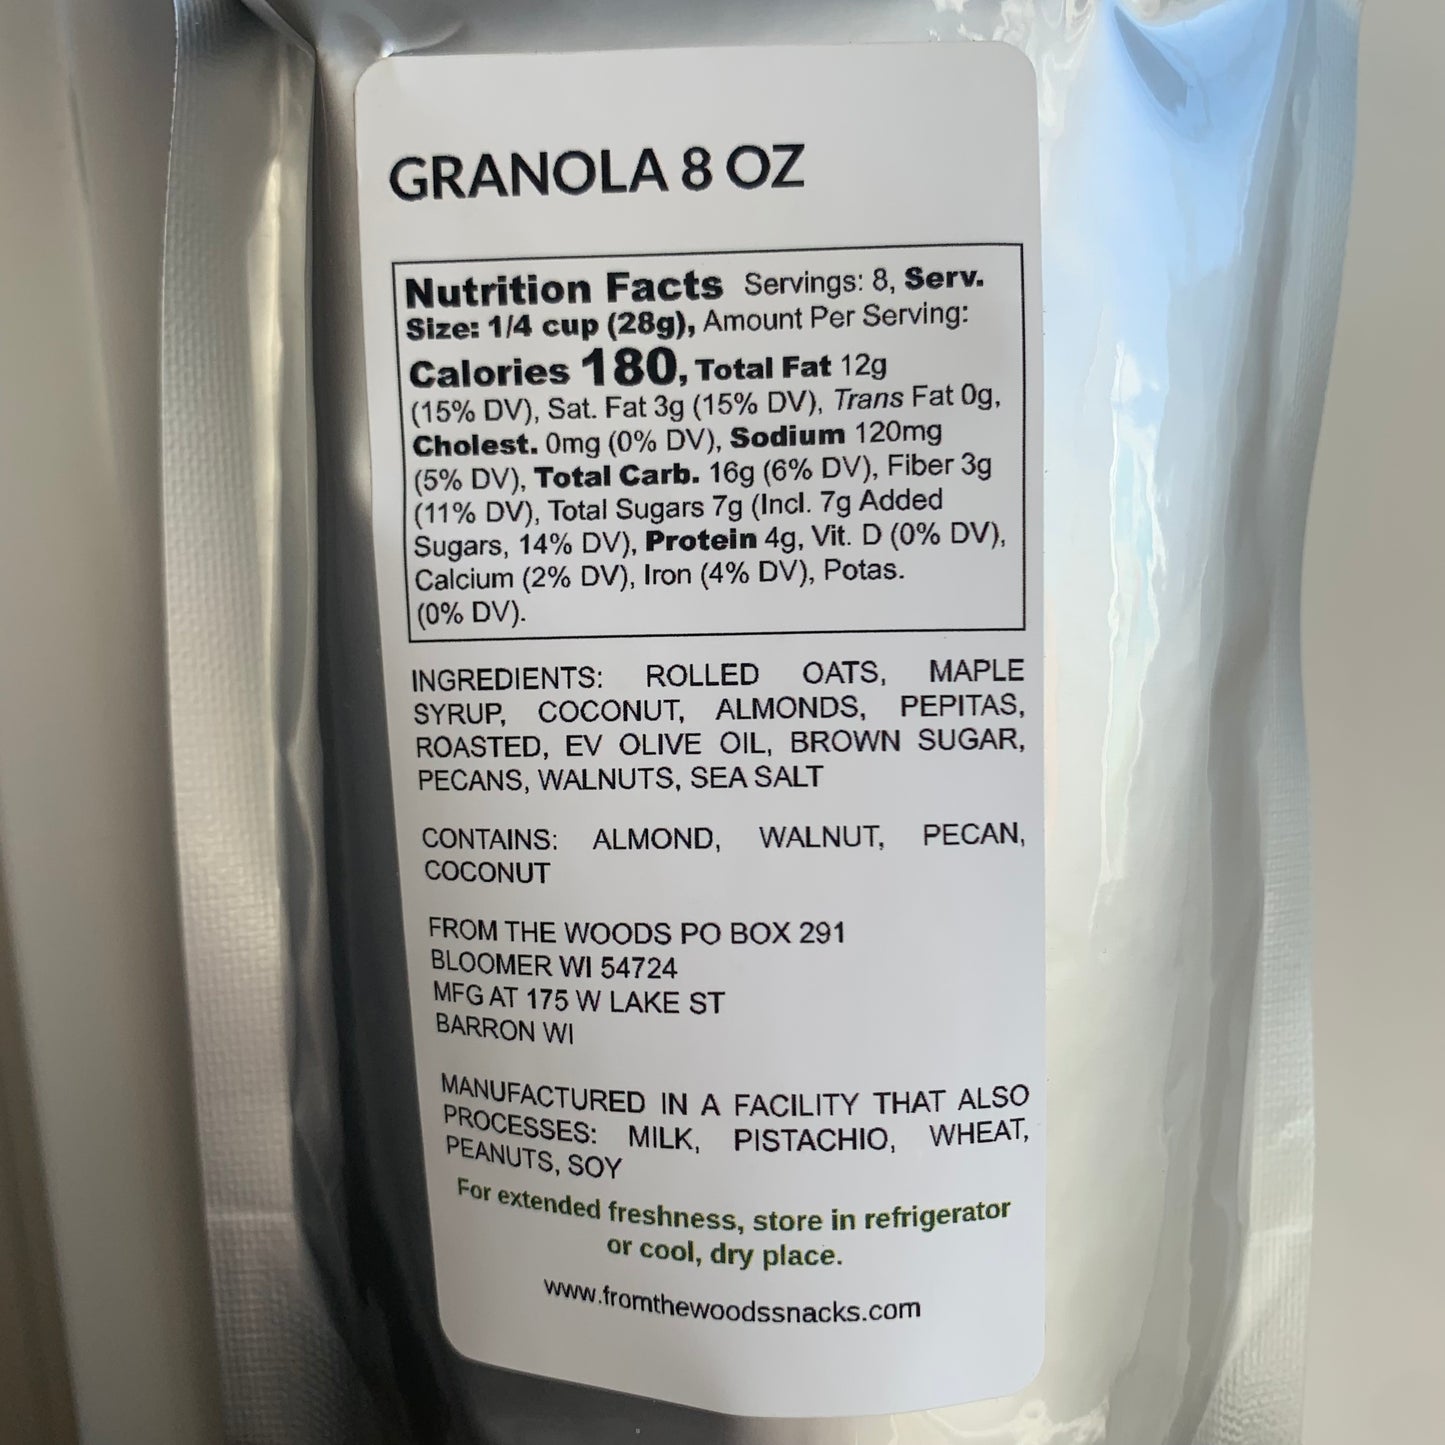 GRANOLA 8 OZ
Nutrition Facts Servings: 8, Serv.
Size: 1/4 cup (28g), Amount Per Serving:
Calories 180, Total Fat 12g
(15% DV), Sat. Fat 3g (15% DV), Trans Fat 0g,
Cholest. 0mg (0% DV), Sodium 120mg
(5% DV), Total Carb. 16g (6% DV), Fiber 3g
(11% DV), Total Sugars 7g (Incl. 7g Added
Sugars, 14% DV), Protein 4g, Vit. D (0% DV),
Calcium (2% DV), Iron (4% DV), Potas.
(0% DV).
INGREDIENTS: ROLLED OATS, MAPLE
SYRUP, COCONUT, ALMONDS, PEPITAS,
ROASTED, EV OLIVE OIL, BROWN SUGAR,
PECANS, WALNUTS, SEA SALT
CONTAINS: ALMOND, WALNUT, PECAN,
COCONUT
FROM THE WOODS PO BOX 291
BLOOMER WI 54724
MFG AT 175 W LAKE ST
BARRON WI
MANUFACTURED IN A FACILITY THAT ALSO
PROCESSES: MILK, PISTACHIO, WHEAT,
PEANUTS, SOY
For extended freshness, store in refrigerator
or cool, dry place.
www.fromthewoodssnacks.com